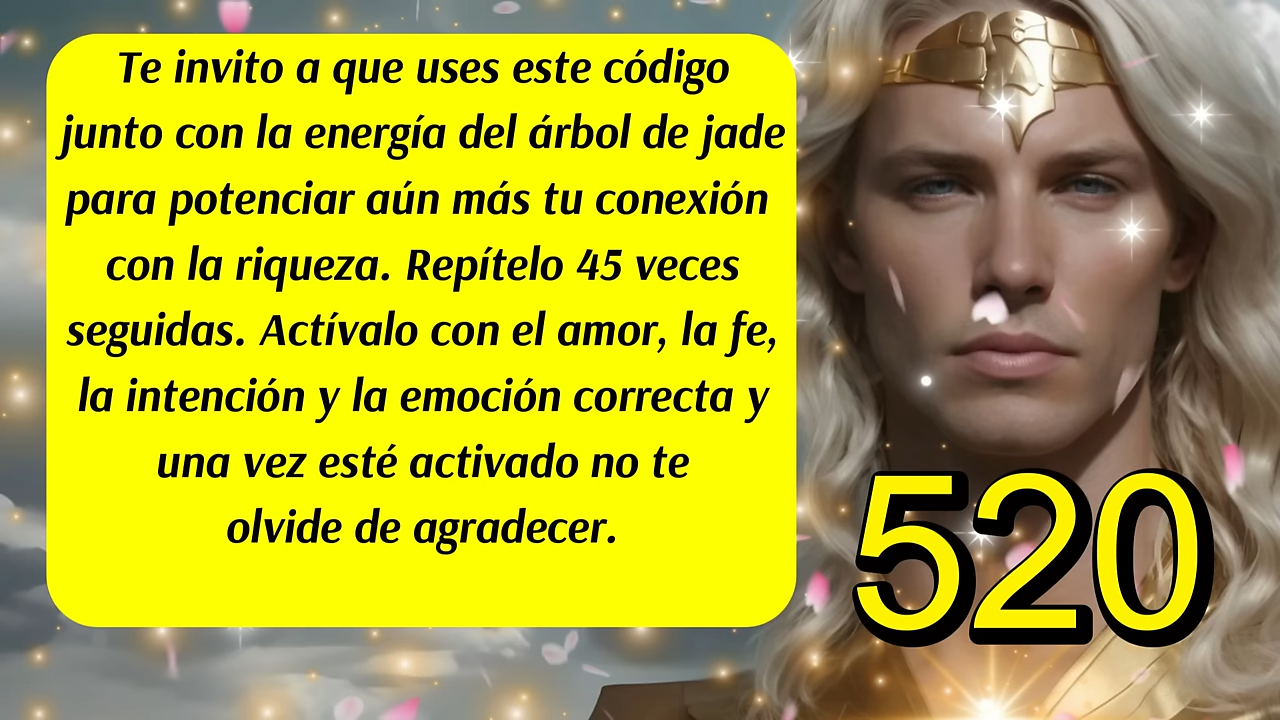 Te invito a que uses este código
junto con la energía del árbol de jade
para potenciar aún más tu conexión
con la riqueza. Repítelo 45 veces
seguidas. Actívalo con el amor, la fe,
la intención y la emoción correcta y
una vez esté activado no te
olvide de agradecer.
520